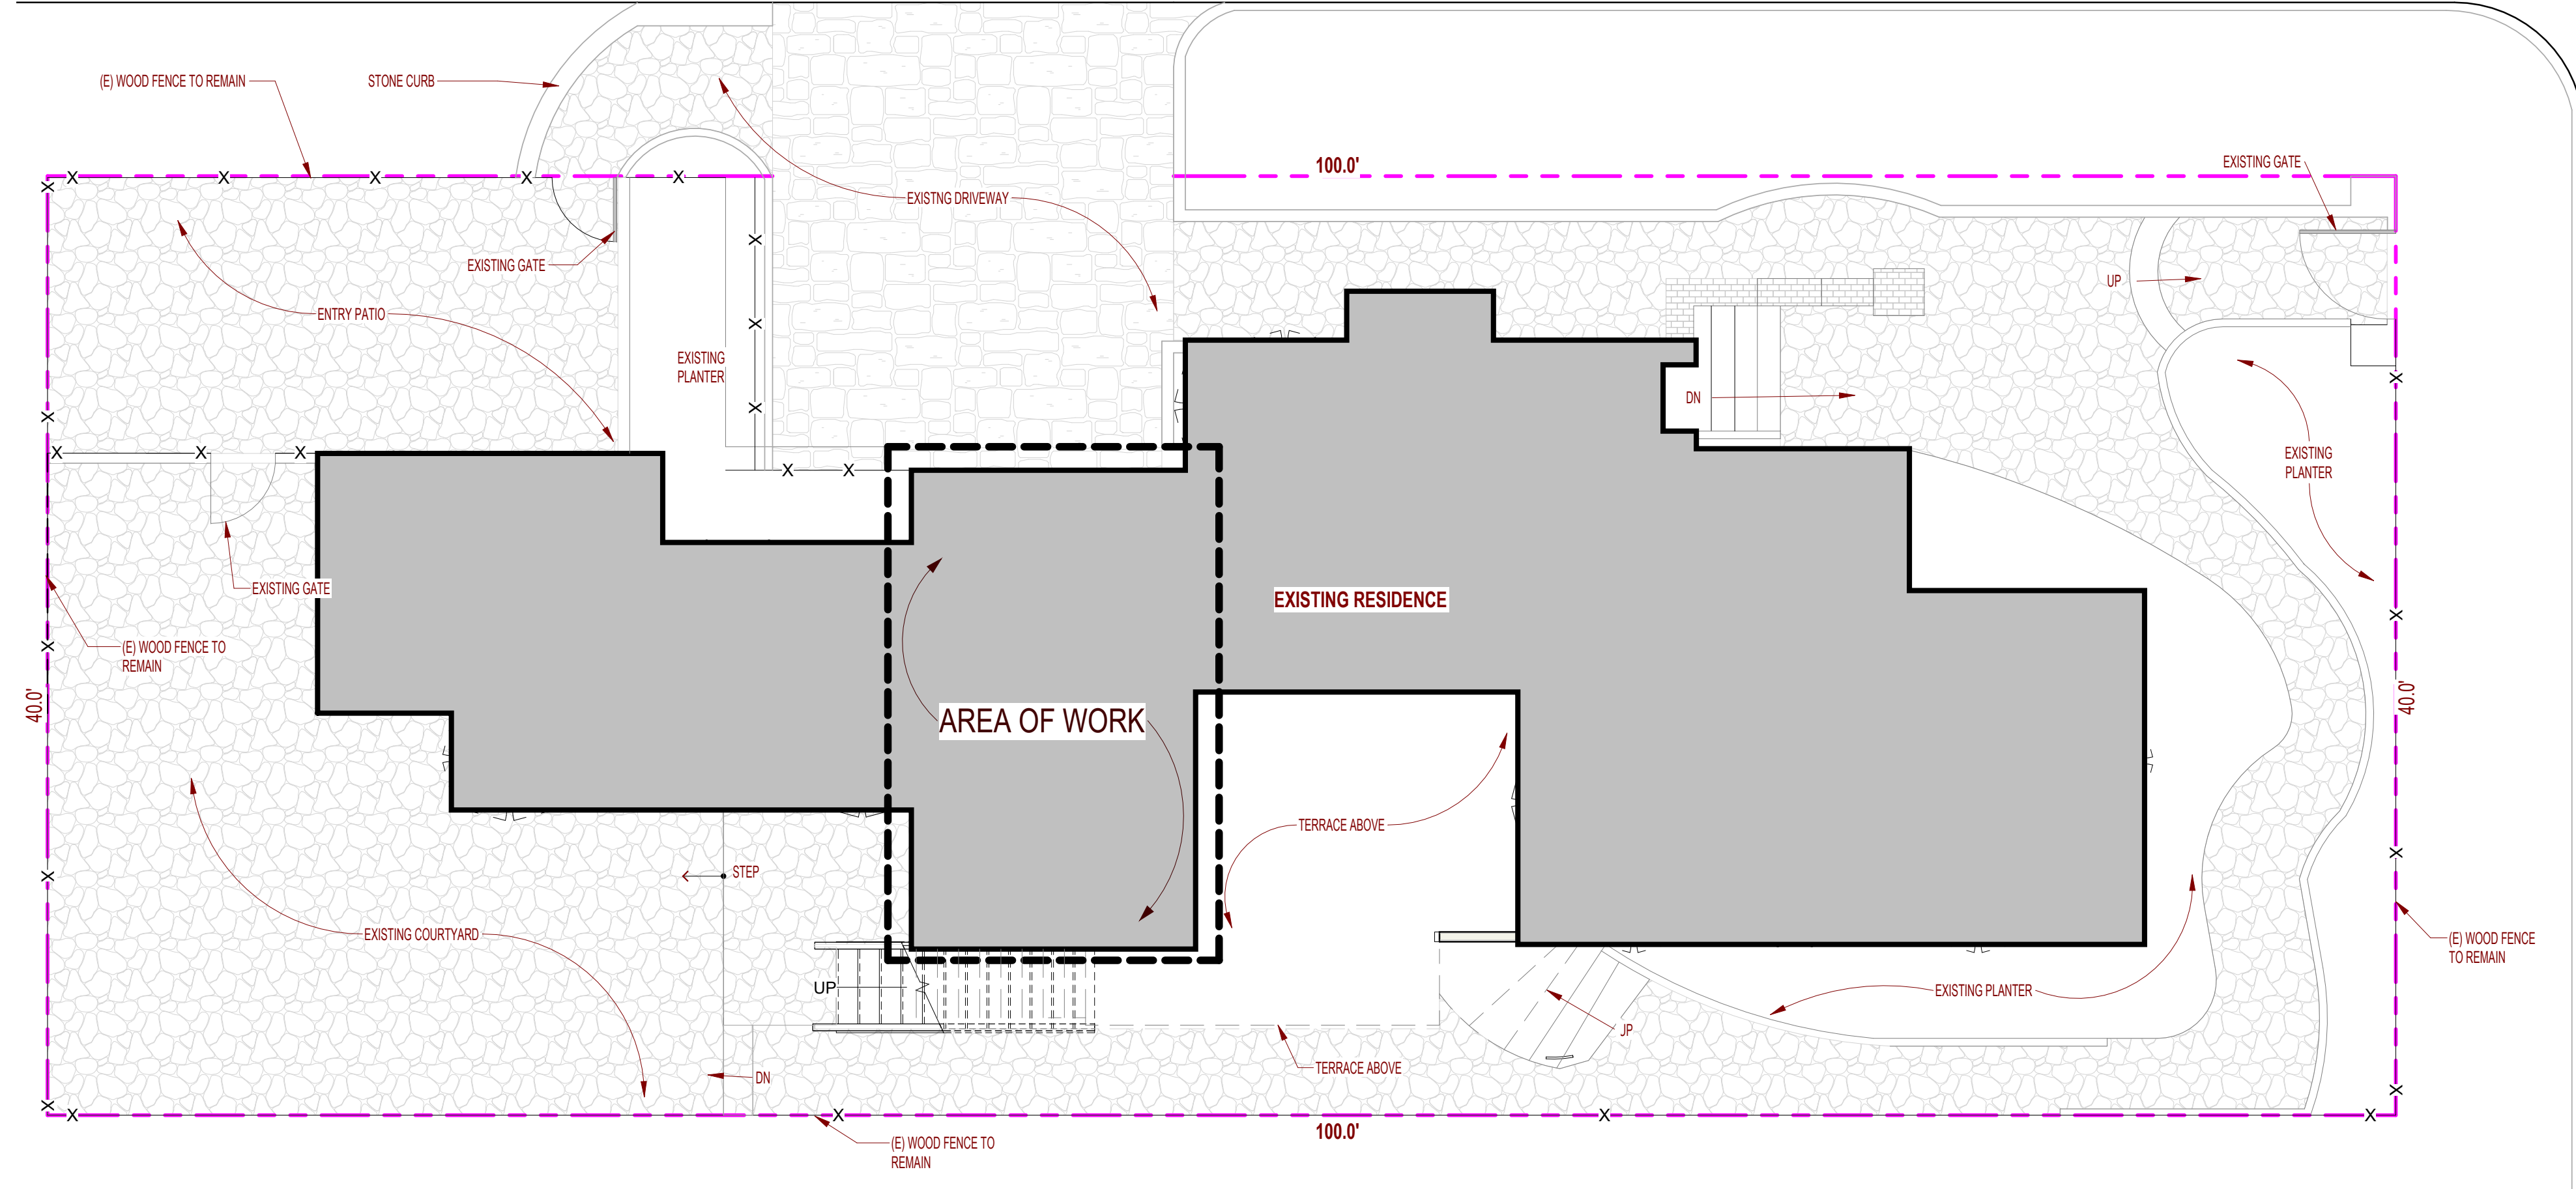 (E) WOOD FENCE TO REMAIN
STONE CURB
100.0'
EXISTING GATE
EXISTNG DRIVEWAY
EXISTING GATE
UP
ENTRY PATIO
EXISTING
PLANTER
DN
EXISTING
PLANTER
EXISTING GATE
EXISTING RESIDENCE
(E) WOOD FENCE TO
REMAIN
40.0'
AREA OF WORK
40.0'
TERRACE ABOVE
STEP
EXISTING COURTYARD
(E) WOOD FENCE
TO REMAIN
UP
EXISTING PLANTER
JP
TERRACE ABOVE
DN
100.0'
(E) WOOD FENCE TO
REMAIN